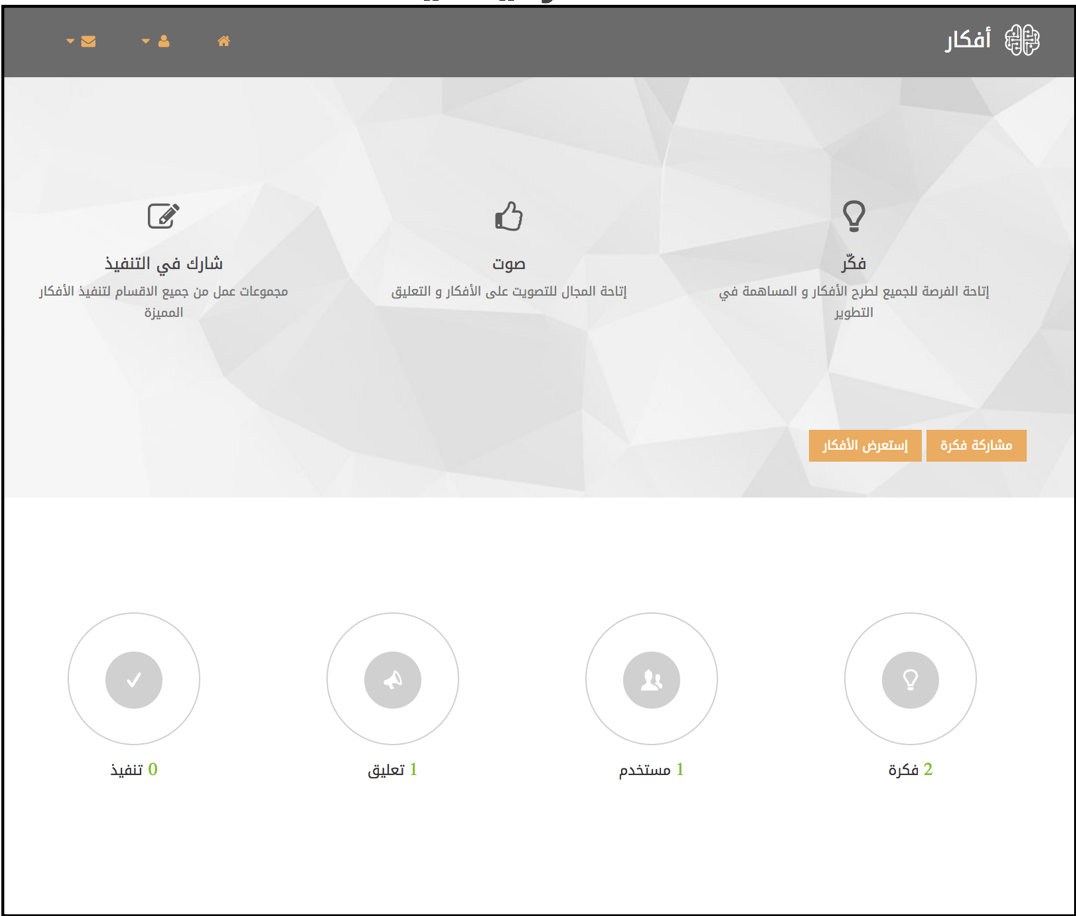 أفكار
فكّر
إتاحة الفرصة للجميع لطرح الأفكار و المساهمة في
التطوير
صوت
إتاحة المجال للتصويت على الأفكار و التعليق
شارك في التنفيذ
مجموعات عمل من جميع الاقسام لتنفيذ الأفكار
المميزة
مشاركة فكرة
إستعرض الأفكار
2 فكرة
1 مستخدم
1 تعليق
0 تنفيذ